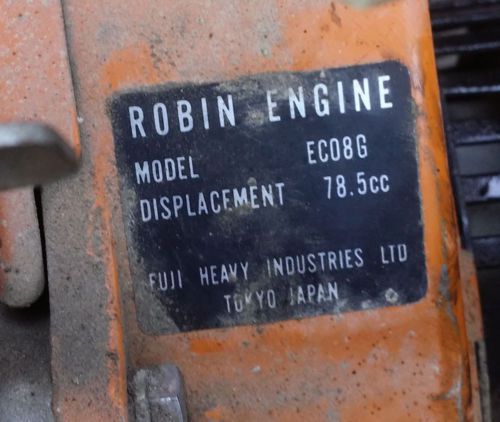 ROBIN ENGINE
MODEL EC08G
DISPLACEMENT 78.5cc
FUJI HEAVY INDUSTRIES LTD
TOKYO JAPAN